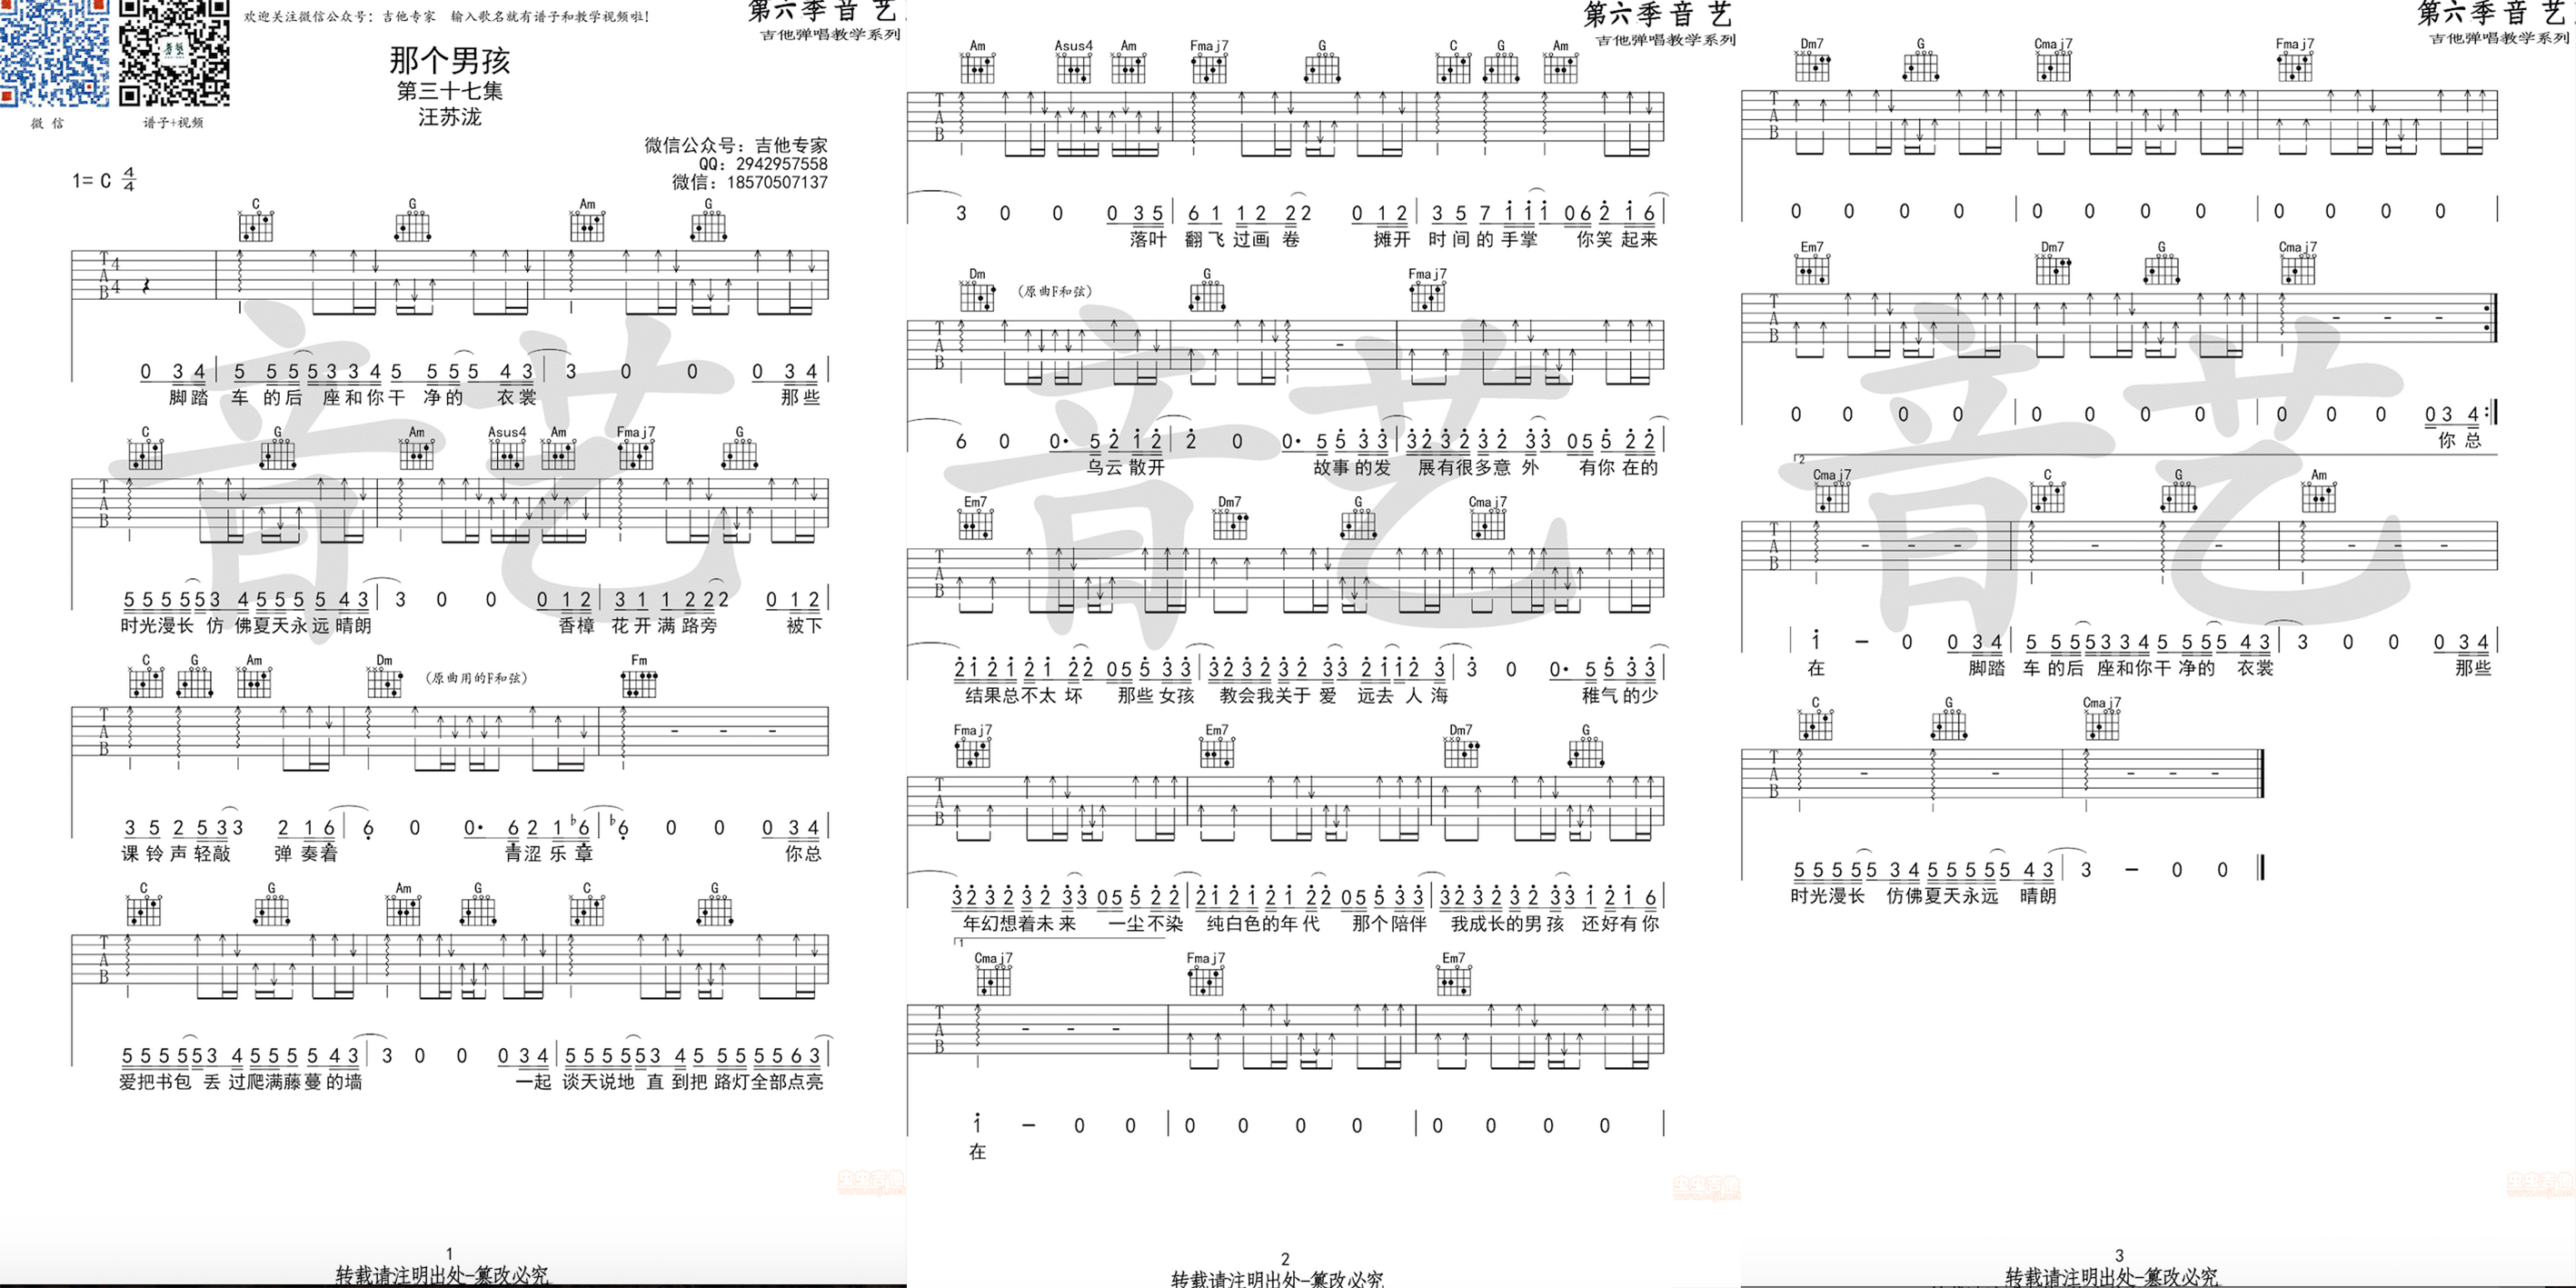 欢迎关注微信公众号：吉他专家 输入歌名就有谱子和教学视频啦！
第六季音艺
吉他弹唱教学系列
微 信
谱子+视频
那个男孩
第三十七集
汪苏泷
微信公众号：吉他专家
QQ：2942957558
微信：18570507137
1= C 4/4
C G Am G
T A B 4 4
0 3 4 | 5 5 5 5 3 3 4 5 5 5 5 4 3 | 3 0 0 0 3 4 |
脚踏 车 的后 座和你干 净的 衣裳 那些
C G Am Asus4 Am Fmaj7 G
T A B
5 5 5 5 5 3 4 5 5 5 5 4 3 | 3 0 0 0 1 2 | 3 1 1 2 2 2 0 1 2 |
时光漫长 仿 佛夏天永远晴朗 香樟 花开满路旁 被下
C G Am Dm （原曲用的F和弦） Fm
T A B
3 5 2 5 3 3 2 1 6 | 6 0 0· 6 2 1 ♭6 | ♭6 0 0 0 3 4 |
课铃声轻敲 弹奏着 青涩乐章 你总
C G Am G C G
T A B
5 5 5 5 5 3 4 5 5 5 5 4 3 | 3 0 0 0 3 4 | 5 5 5 5 5 3 4 5 5 5 5 5 6 3 |
爱把书包 丢 过爬满藤蔓的墙 一起 谈天说地 直 到把 路灯全部点亮
1
转载请注明出处-篡改必究
第六季音艺
吉他弹唱教学系列
Am Asus4 Am Fmaj7 G C G Am
T A B
3 0 0 0 3 5 | 6 1 1 2 2 2 0 1 2 | 3 5 7 1 1 1 0 6 2 1 6 |
落叶 翻飞过画卷 摊开 时间的手掌 你笑起来
Dm （原曲F和弦） G Fmaj7
T A B
6 0 0· 5 2 1 2 | 2 0 0· 5 5 3 3 | 3 2 3 2 3 2 3 3 0 5 5 2 2 |
乌云散开 故事的发 展有很多意 外 有你在的
Em7 Dm7 G Cmaj7
T A B
2 1 2 1 2 1 2 2 0 5 5 3 3 | 3 2 3 2 3 2 3 3 2 1 1 2 3 | 3 0 0· 5 5 3 3 |
结果总不太 坏 那些女孩 教会我关于 爱 远去 人 海 稚气的少
Fmaj7 Em7 Dm7 G
T A B
3 2 3 2 3 2 3 3 0 5 5 2 2 | 2 1 2 1 2 1 2 2 0 5 5 3 3 | 3 2 3 2 3 2 3 3 1 2 1 6 |
年幻想着未来 一尘不染 纯白色的年代 那个陪伴 我成长的男孩 还好有你
1
Cmaj7 Fmaj7 Em7
T A B
1 － 0 0 | 0 0 0 0 | 0 0 0 0 |
在
虫虫吉他
2
转载请注明出处-篡改必究
第六季音艺
吉他弹唱教学系列
Dm7 G Cmaj7 Fmaj7
T A B
0 0 0 0 | 0 0 0 0 | 0 0 0 0 |
Em7 Dm7 G Cmaj7
T A B
0 0 0 0 | 0 0 0 0 | 0 0 0 0 3 4 :|
你 总
2
Cmaj7 C G Am
T A B
1 － 0 0 3 4 | 5 5 5 5 3 3 4 5 5 5 5 4 3 | 3 0 0 0 3 4 |
在 脚踏 车 的后 座和你干 净的 衣裳 那些
C G Cmaj7
T A B
5 5 5 5 5 3 4 5 5 5 5 5 4 3 | 3 － 0 0 ||
时光漫长 仿佛夏天永远 晴朗
虫虫吉他
3
转载请注明出处-篡改必究